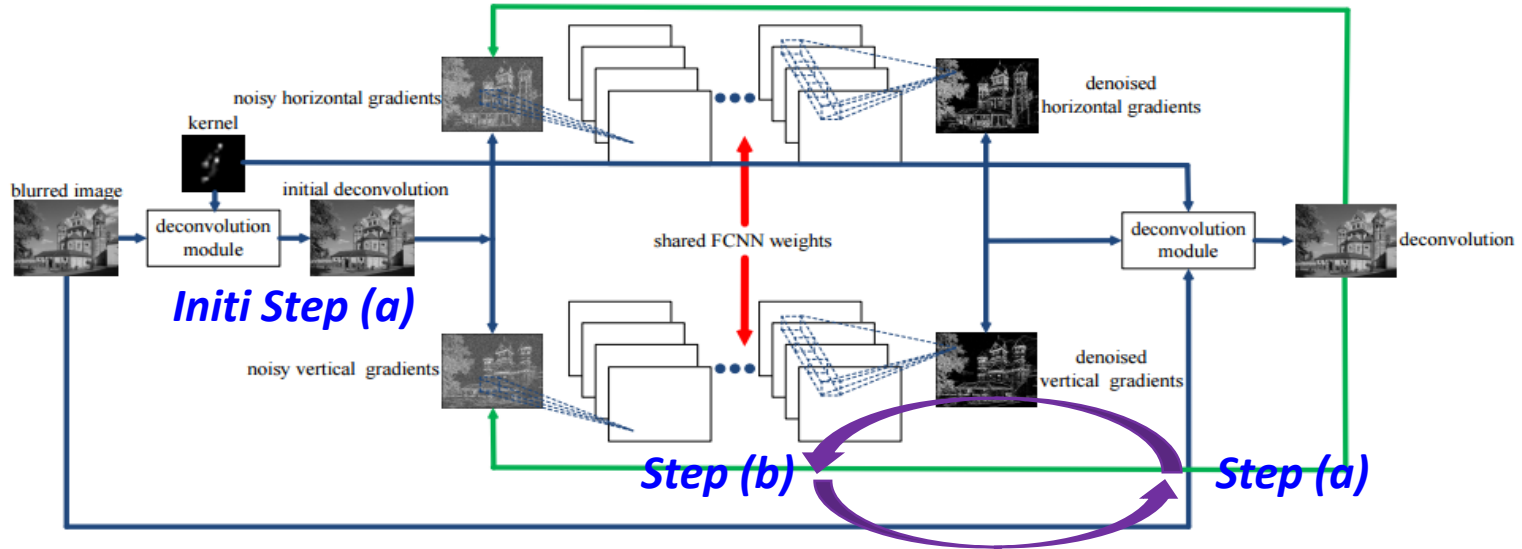 noisy horizontal gradients
denoised
horizontal gradients
kernel
blurred image
initial deconvolution
deconvolution
module
shared FCNN weights
deconvolution
module
deconvolution
Initi Step (a)
noisy vertical gradients
denoised
vertical gradients
Step (b)
Step (a)